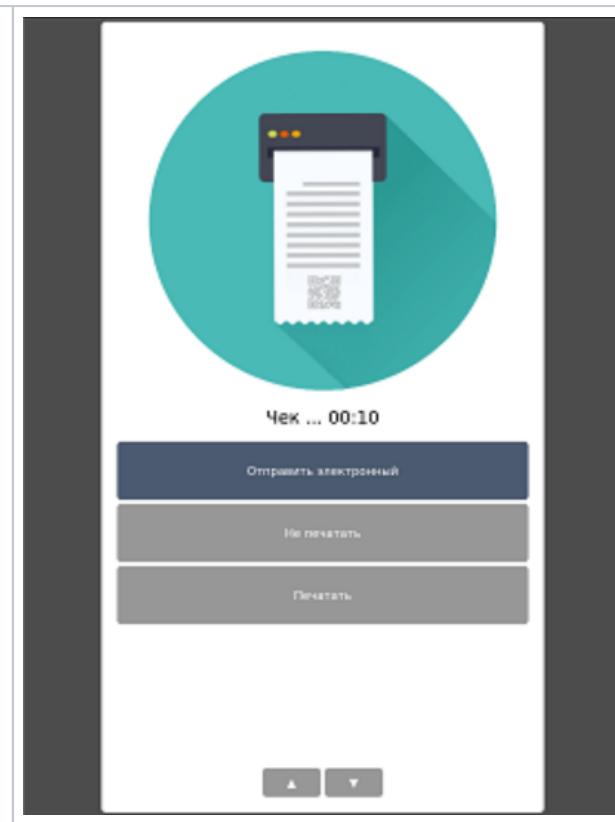 Чек ... 00:10
Отправить электронный
Не печатать
Печатать
▲ ▼